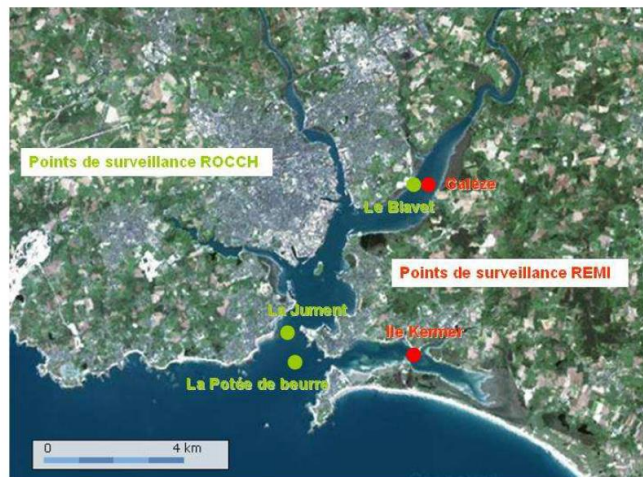 Points de surveillance ROCCH
Galèze
Le Blavet
Points de surveillance REMI
La Jument
Ile Kerner
La Potée de beurre
0
4 km